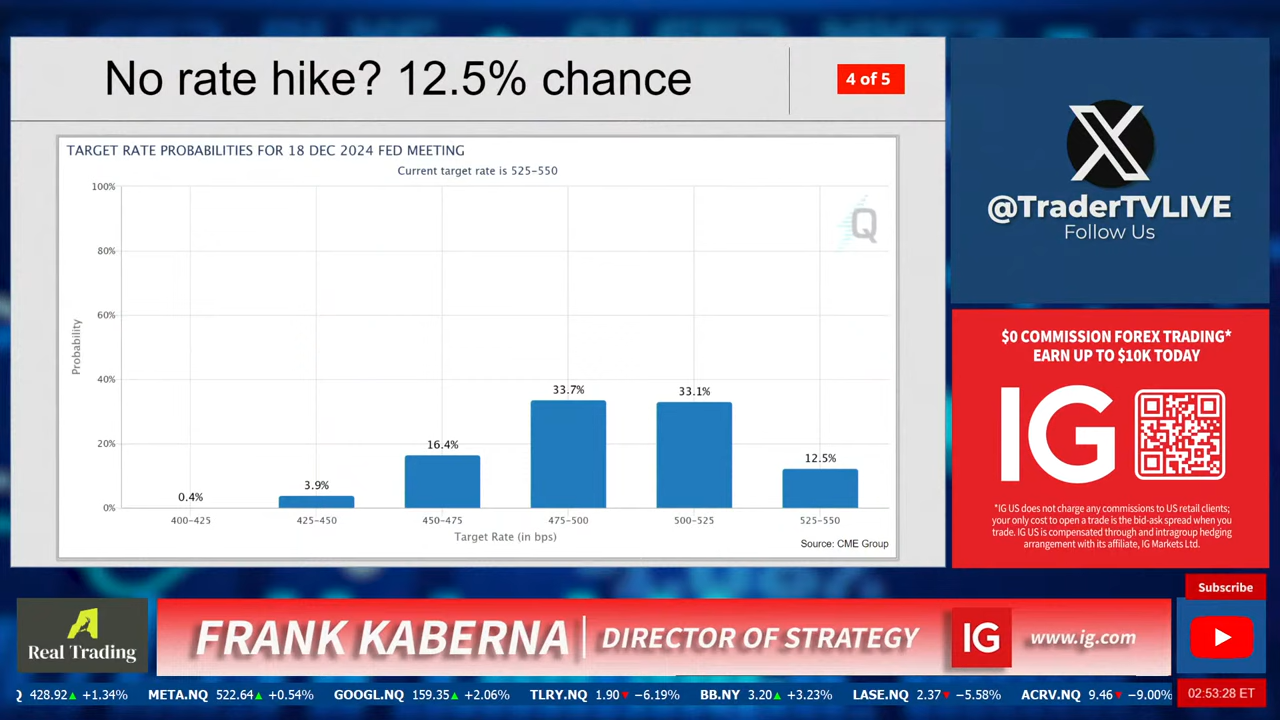 No rate hike? 12.5% chance
4 of 5
TARGET RATE PROBABILITIES FOR 18 DEC 2024 FED MEETING
Current target rate is 525–550
100%
80%
60%
40%
20%
0%
Probability
0.4%
3.9%
16.4%
33.7%
33.1%
12.5%
400–425
425–450
450–475
475–500
500–525
525–550
Target Rate (in bps)
Source: CME Group
Q
X
@TraderTVLIVE
Follow Us
$0 COMMISSION FOREX TRADING*
EARN UP TO $10K TODAY
IG
*IG US does not charge any commissions to US retail clients;
your only cost to open a trade is the bid-ask spread when you
trade. IG US is compensated through and intragroup hedging
arrangement with its affiliate, IG Markets Ltd.
Subscribe
Real Trading
FRANK KABERNA
DIRECTOR OF STRATEGY
IG
www.ig.com
Q 428.92▲ +1.34% META.NQ 522.64▲ +0.54% GOOGL.NQ 159.35▲ +2.06% TLRY.NQ 1.90▼ −6.19% BB.NY 3.20▲ +3.23% LASE.NQ 2.37▼ −5.58% ACRV.NQ 9.46▼ −9.00%
02:53:28 ET